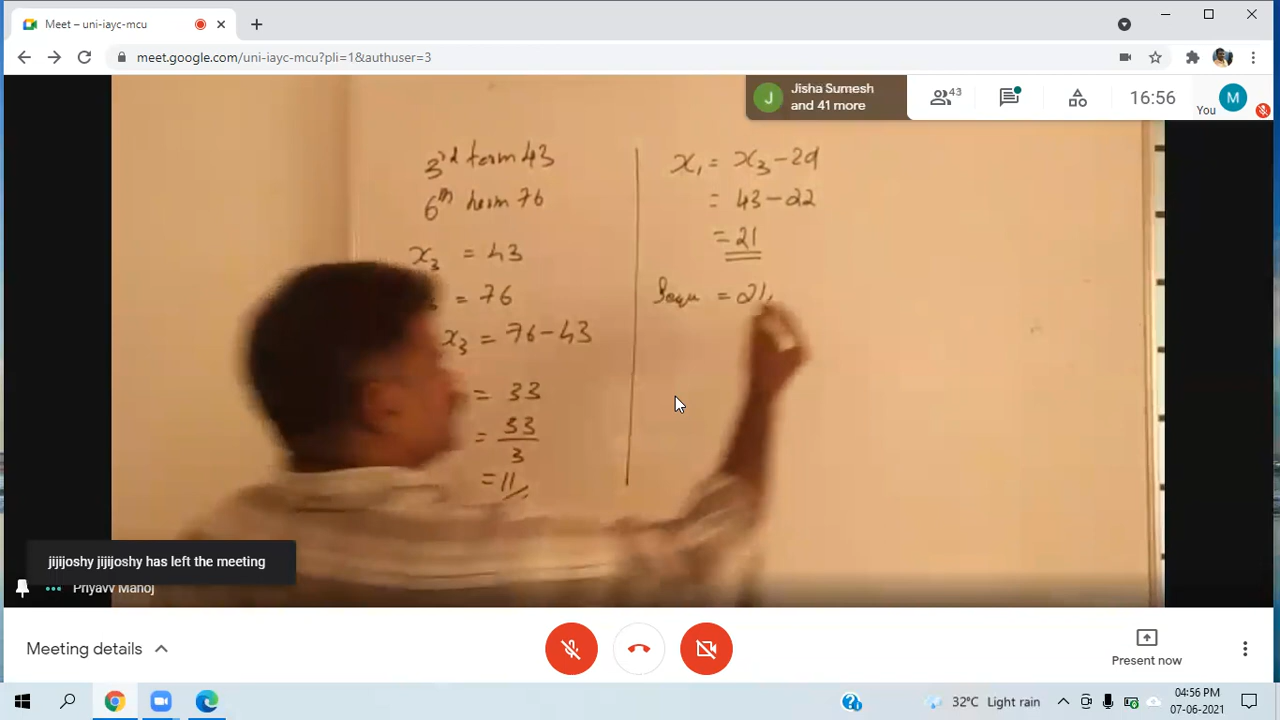 Meet – uni-iayc-mcu
meet.google.com/uni-iayc-mcu?pli=1&authuser=3
J
Jisha Sumesh
and 41 more
43
16:56
You
M
3rd term 43
6th term 76
x3 = 43
= 76
x3 = 76-43
= 33
= 33/3
= 11
x1 = x3 - 2d
= 43-22
= 21
= 21,
jijijoshy jijijoshy has left the meeting
Priyavv Manoj
Meeting details
Present now
32°C Light rain
04:56 PM
07-06-2021